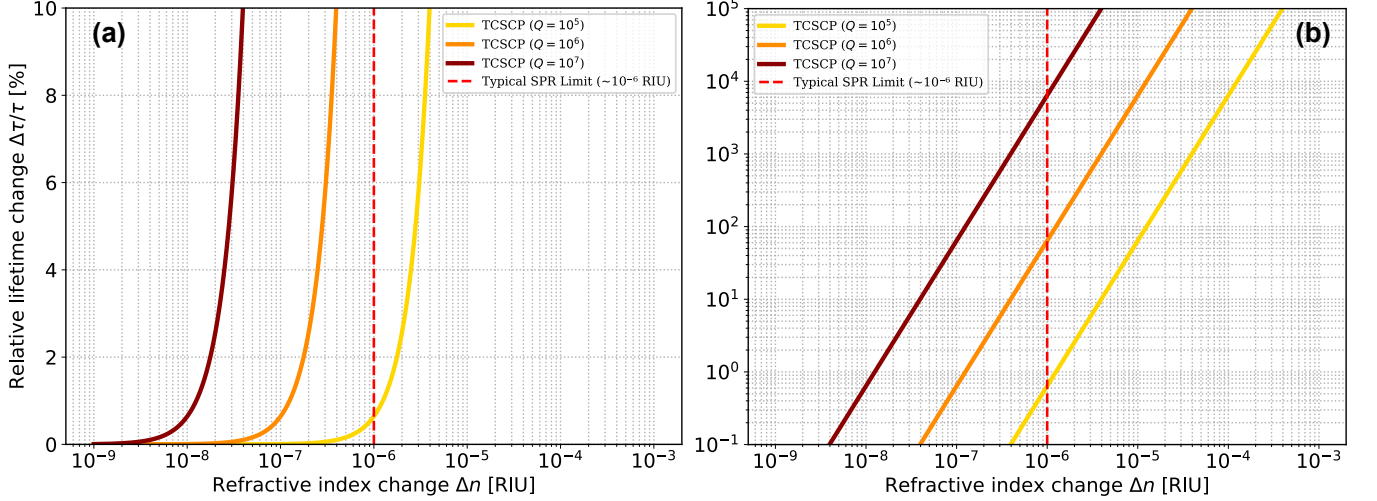 (a)
TCSCP (Q = 10⁵)
TCSCP (Q = 10⁶)
TCSCP (Q = 10⁷)
Typical SPR Limit (~10⁻⁶ RIU)
Relative lifetime change Δτ/τ [%]
10
8
6
4
2
0
10⁻⁹ 10⁻⁸ 10⁻⁷ 10⁻⁶ 10⁻⁵ 10⁻⁴ 10⁻³
Refractive index change Δn [RIU]
(b)
TCSCP (Q = 10⁵)
TCSCP (Q = 10⁶)
TCSCP (Q = 10⁷)
Typical SPR Limit (~10⁻⁶ RIU)
10⁵
10⁴
10³
10²
10¹
10⁰
10⁻¹
10⁻⁹ 10⁻⁸ 10⁻⁷ 10⁻⁶ 10⁻⁵ 10⁻⁴ 10⁻³
Refractive index change Δn [RIU]